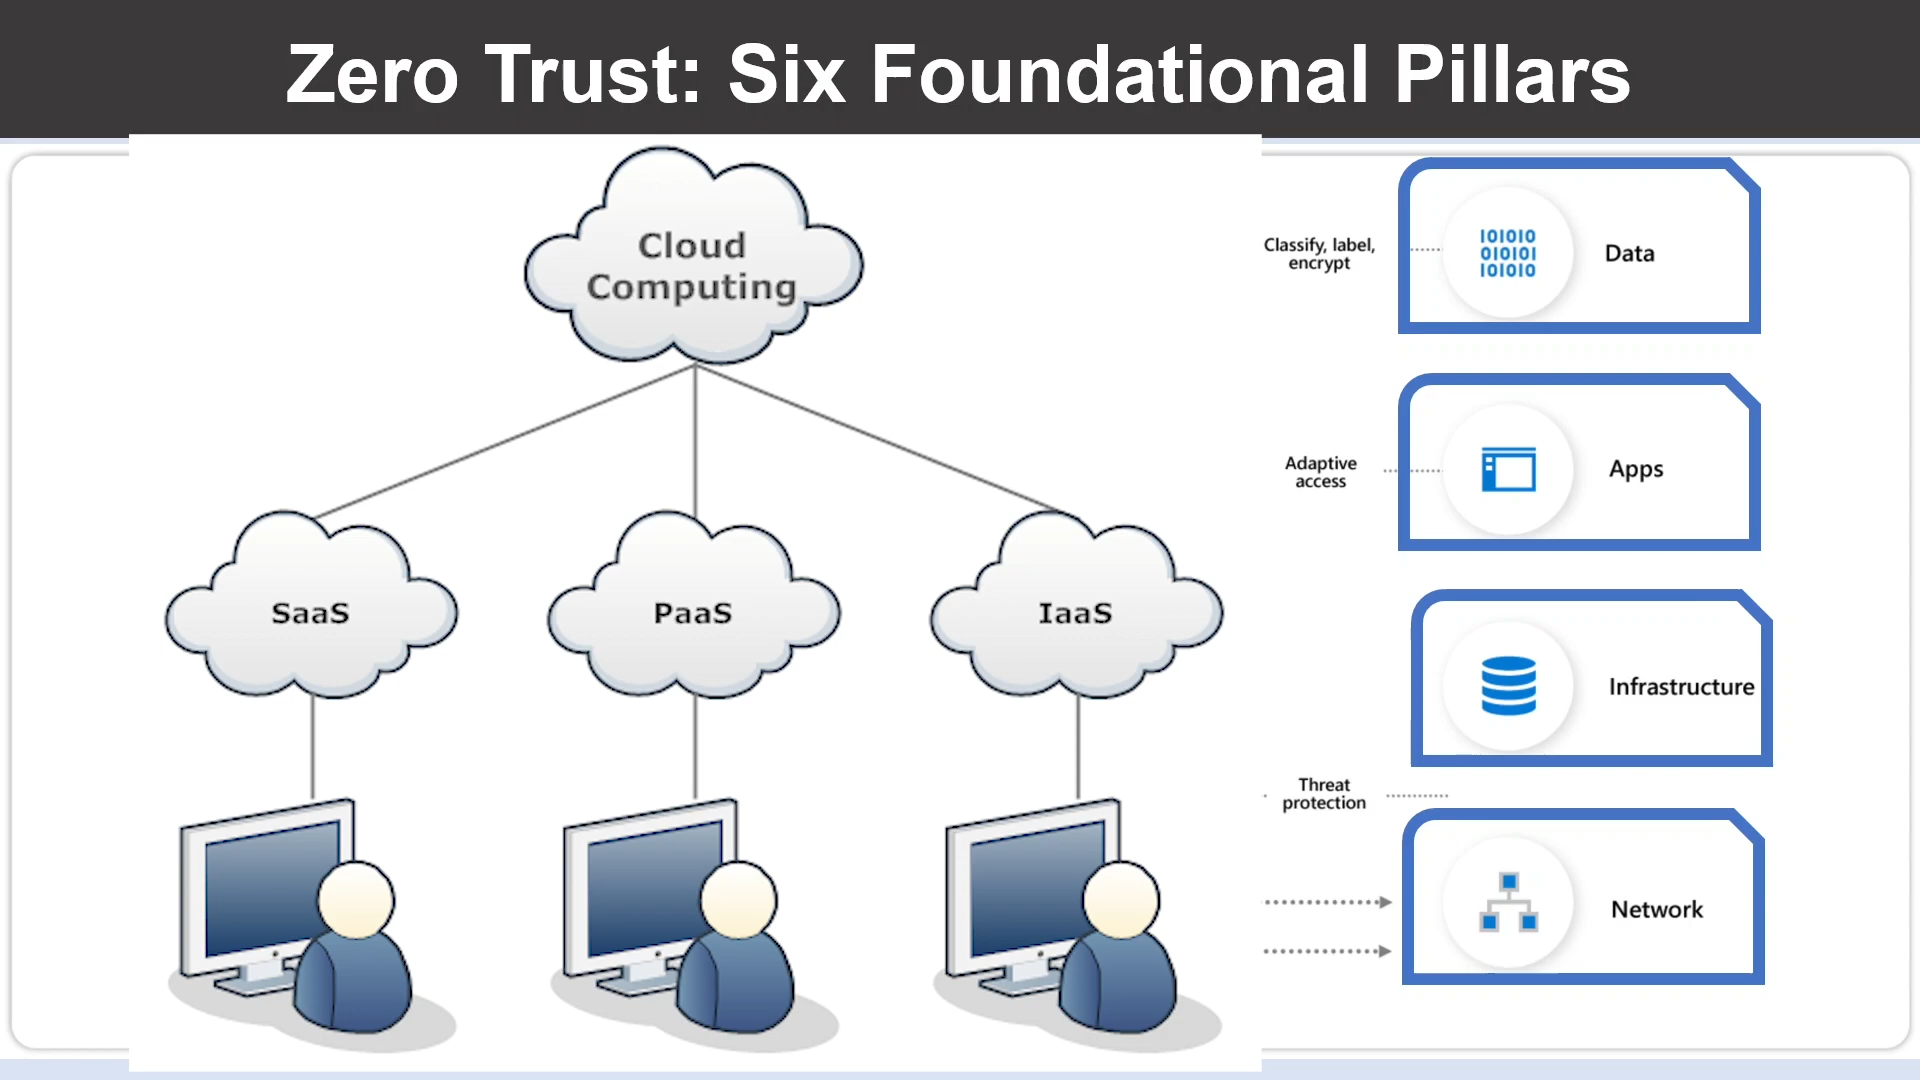 Zero Trust: Six Foundational Pillars
Cloud
Computing
SaaS
PaaS
IaaS
Classify, label,
encrypt
101010
010101
101010
Data
Adaptive
access
Apps
Infrastructure
Threat
protection
Network